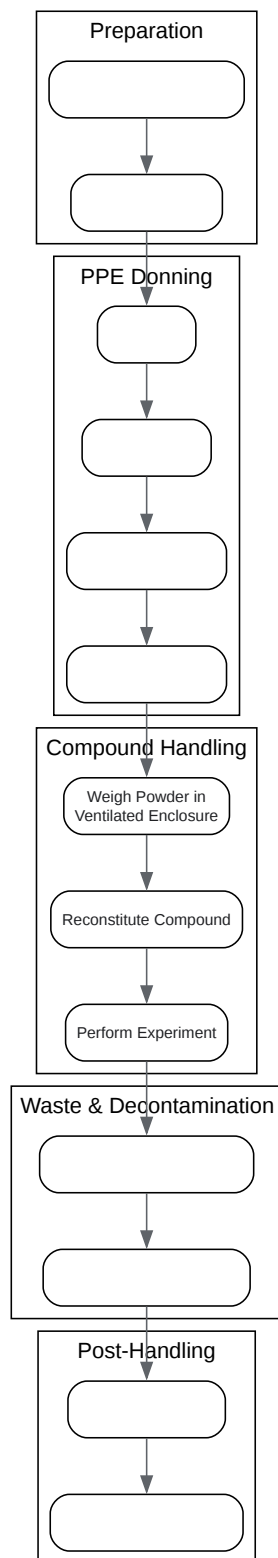 Preparation
PPE Donning
Compound Handling
Weigh Powder in
Ventilated Enclosure
Reconstitute Compound
Perform Experiment
Waste & Decontamination
Post-Handling